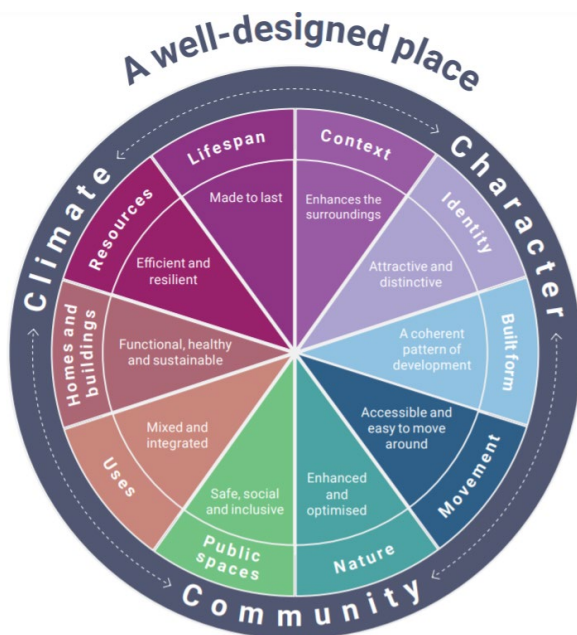 A well-designed place
Climate
Character
Community
Context
Enhances the
surroundings
Identity
Attractive and
distinctive
Built form
A coherent
pattern of
development
Movement
Accessible and
easy to move
around
Nature
Enhanced
and
optimised
Public
spaces
Safe, social
and inclusive
Uses
Mixed and
integrated
Homes and
buildings
Functional, healthy
and sustainable
Resources
Efficient and
resilient
Lifespan
Made to last